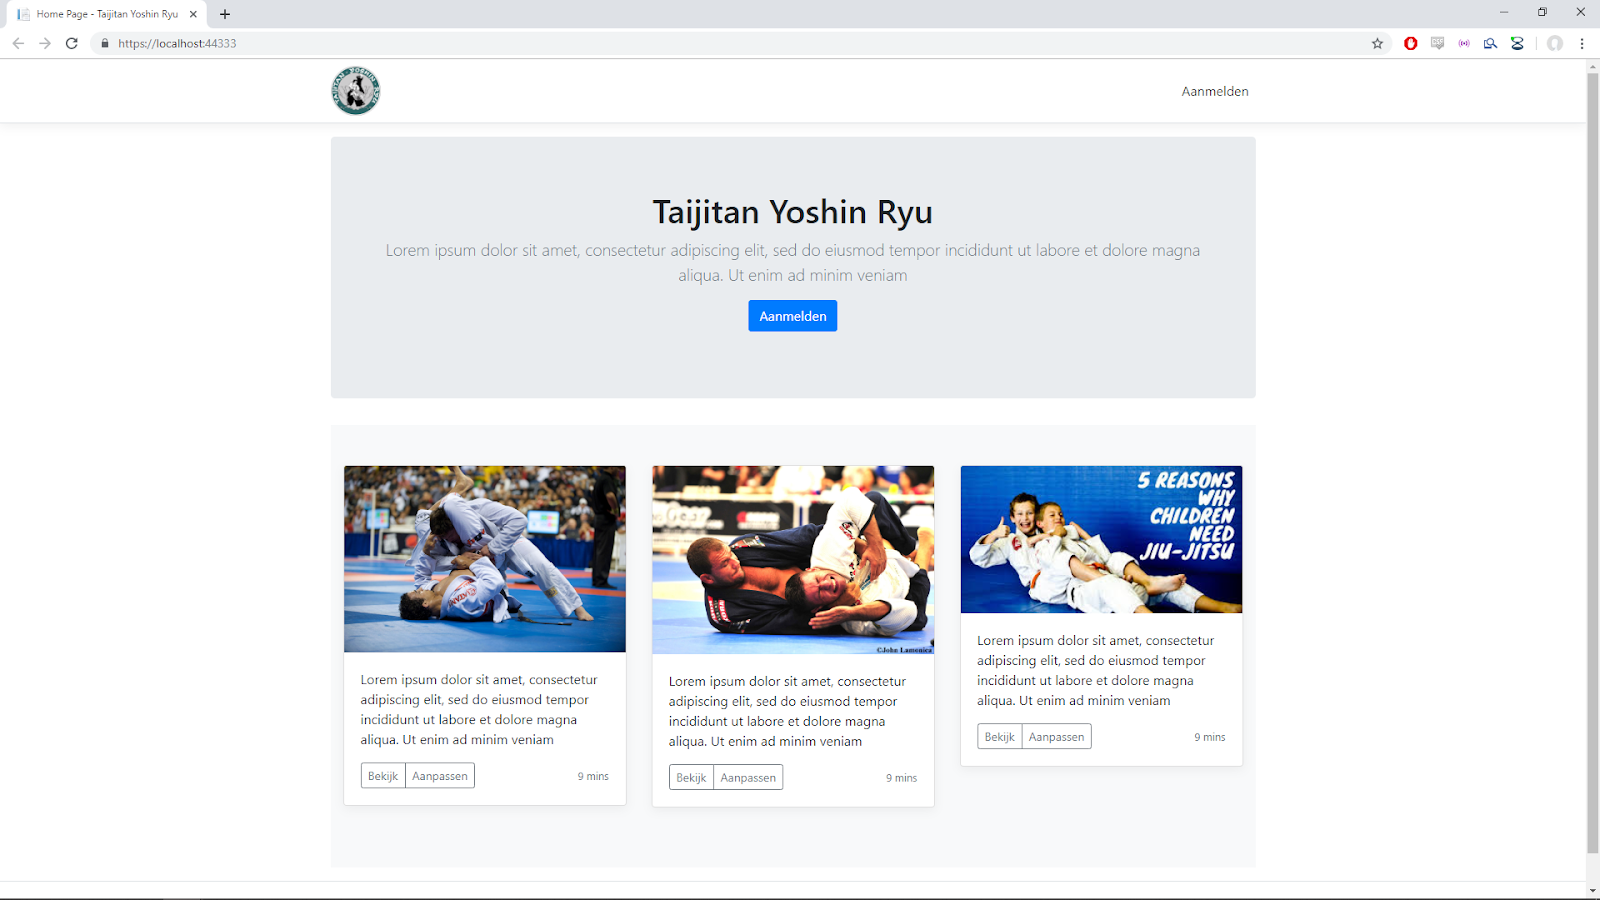 Home Page - Taijitan Yoshin Ryu
https://localhost:44333
TAIJITAN · YOSHIN · RYU
Aanmelden
Taijitan Yoshin Ryu
Lorem ipsum dolor sit amet, consectetur adipiscing elit, sed do eiusmod tempor incididunt ut labore et dolore magna
aliqua. Ut enim ad minim veniam
Aanmelden
©John Lamonica
Lorem ipsum dolor sit amet, consectetur
adipiscing elit, sed do eiusmod tempor
incididunt ut labore et dolore magna
aliqua. Ut enim ad minim veniam
Bekijk Aanpassen 9 mins
Lorem ipsum dolor sit amet, consectetur
adipiscing elit, sed do eiusmod tempor
incididunt ut labore et dolore magna
aliqua. Ut enim ad minim veniam
Bekijk Aanpassen 9 mins
5 REASONS
WHY
CHILDREN
NEED
JIU-JITSU
Lorem ipsum dolor sit amet, consectetur
adipiscing elit, sed do eiusmod tempor
incididunt ut labore et dolore magna
aliqua. Ut enim ad minim veniam
Bekijk Aanpassen 9 mins